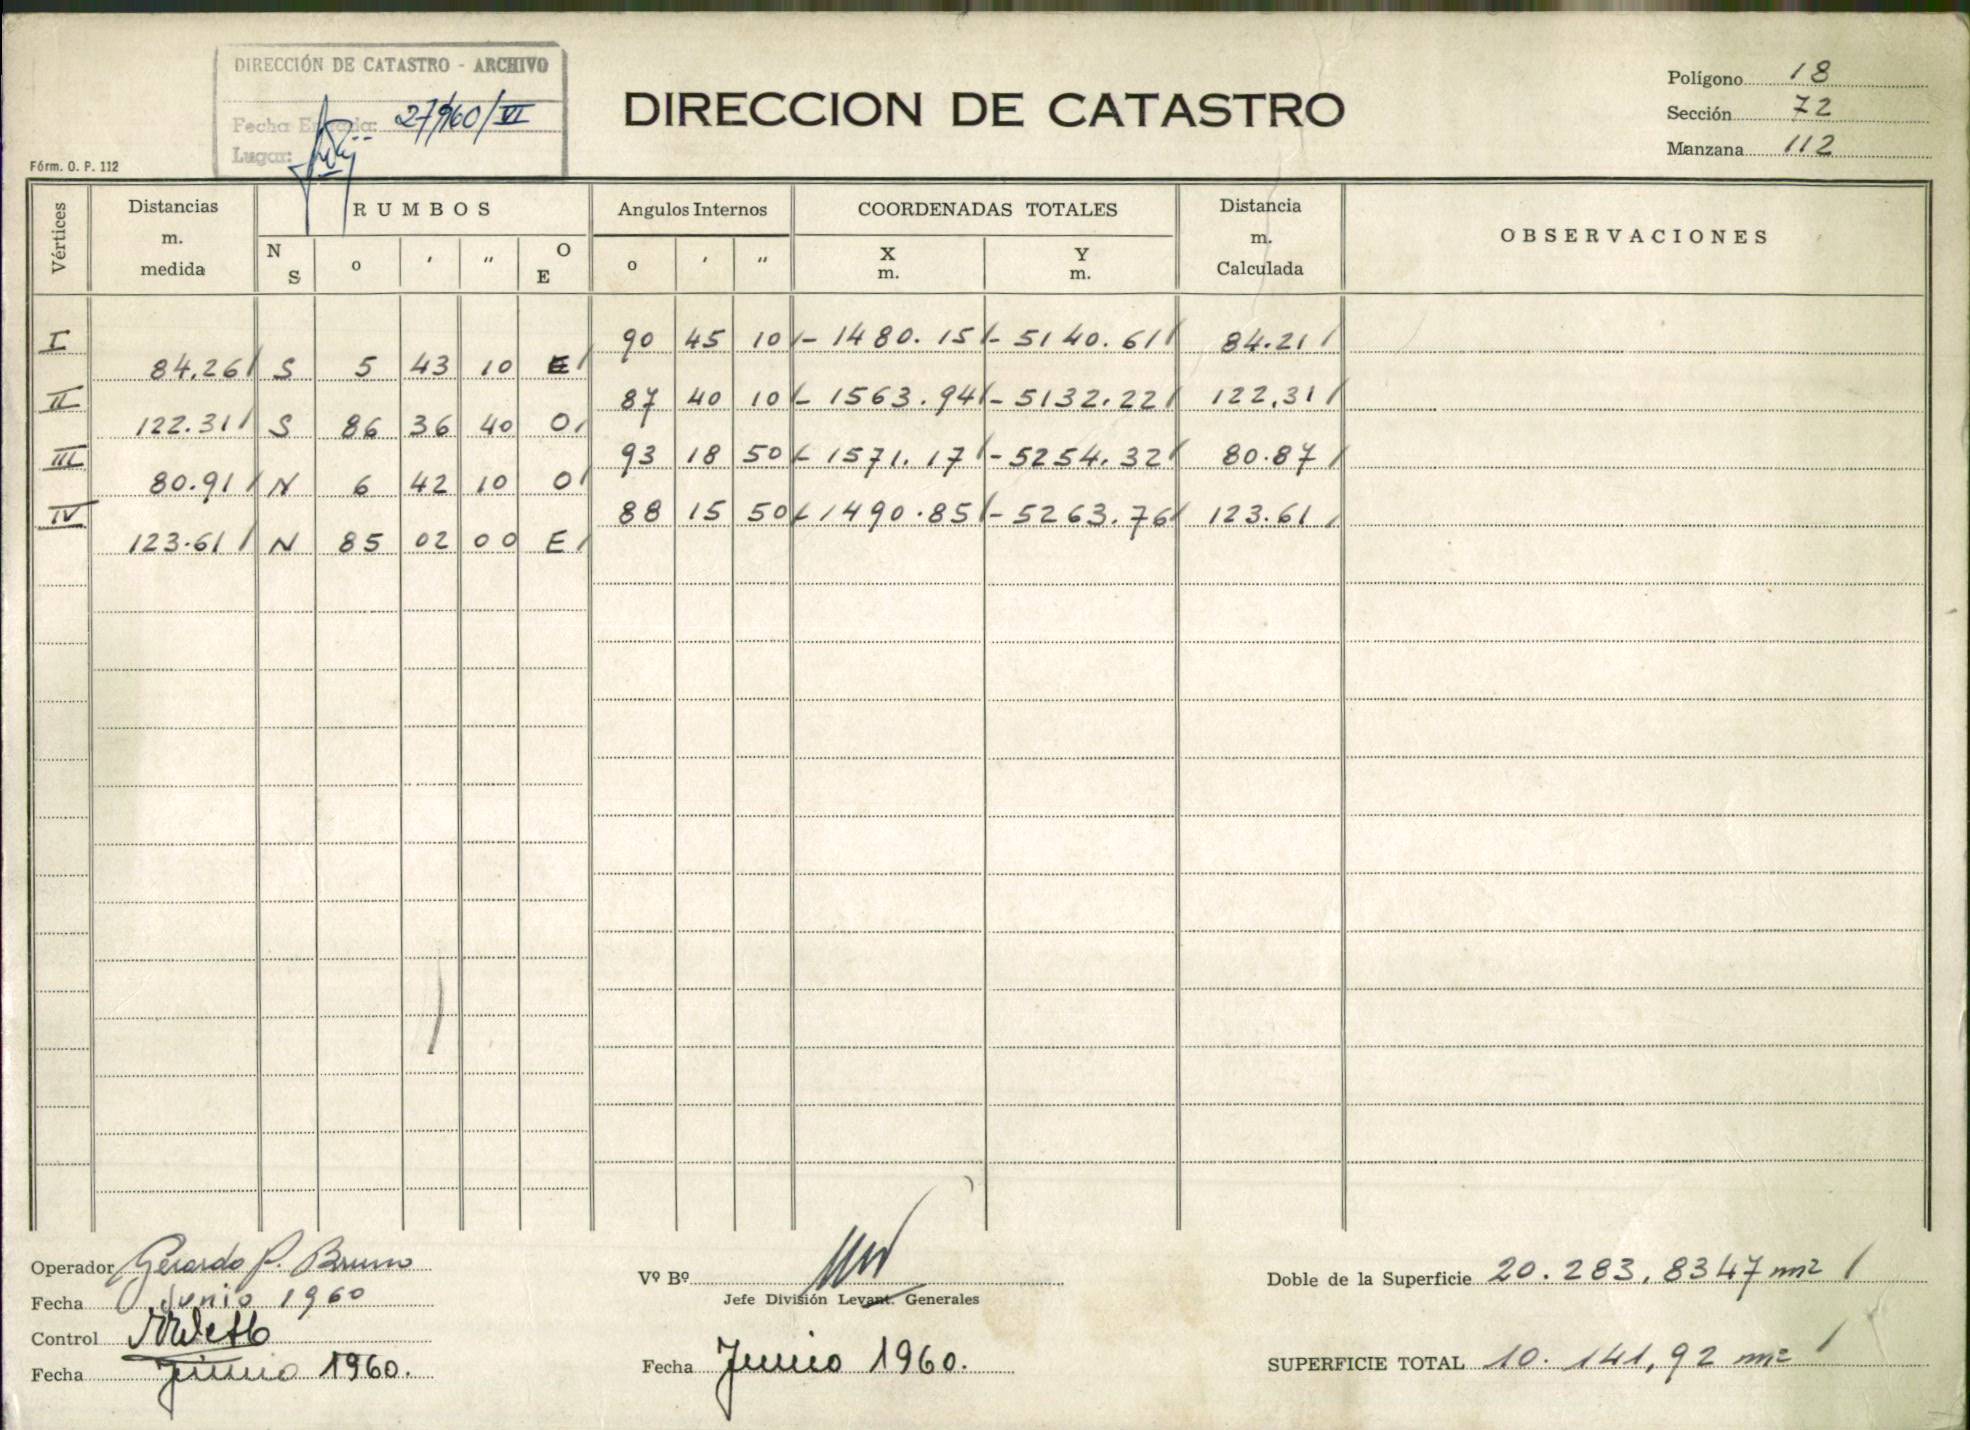 DIRECCIÓN DE CATASTRO - ARCHIVO
Fecha Entrada: 27/960/VI
Lugar:
DIRECCION DE CATASTRO
Polígono 18
Sección 72
Manzana 112
Fórm. O. P. 112
Vértices
Distancias m. medida
RUMBOS
N S o ' " O E
Angulos Internos
o ' "
COORDENADAS TOTALES
X m. Y m.
Distancia m. Calculada
OBSERVACIONES
I 90 45 10 - 1480.15 - 5140.61 84.21
84.26 S 5 43 10 E
II 87 40 10 - 1563.94 - 5132.22 122.31
122.31 S 86 36 40 O
III 93 18 50 - 1571.17 - 5254.32 80.87
80.91 N 6 42 10 O
IV 88 15 50 - 1490.85 - 5263.76 123.61
123.61 N 85 02 00 E
Operador Gerardo P. Bruno
Fecha Junio 1960
Control
Fecha Junio 1960.
Vº Bº
Jefe División Levant. Generales
Fecha Junio 1960.
Doble de la Superficie 20.283,8347 m2
SUPERFICIE TOTAL 10.141,92 m2